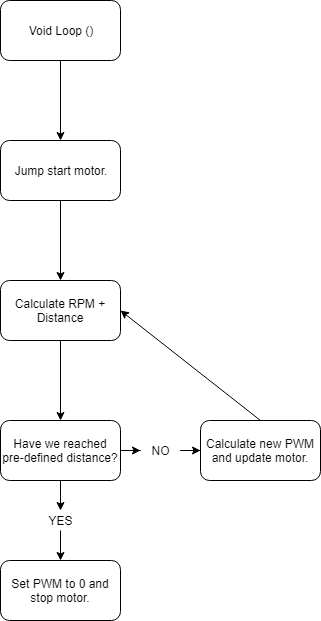 Void Loop ()
Jump start motor.
Calculate RPM +
Distance
Have we reached
pre-defined distance?
NO
Calculate new PWM
and update motor.
YES
Set PWM to 0 and
stop motor.